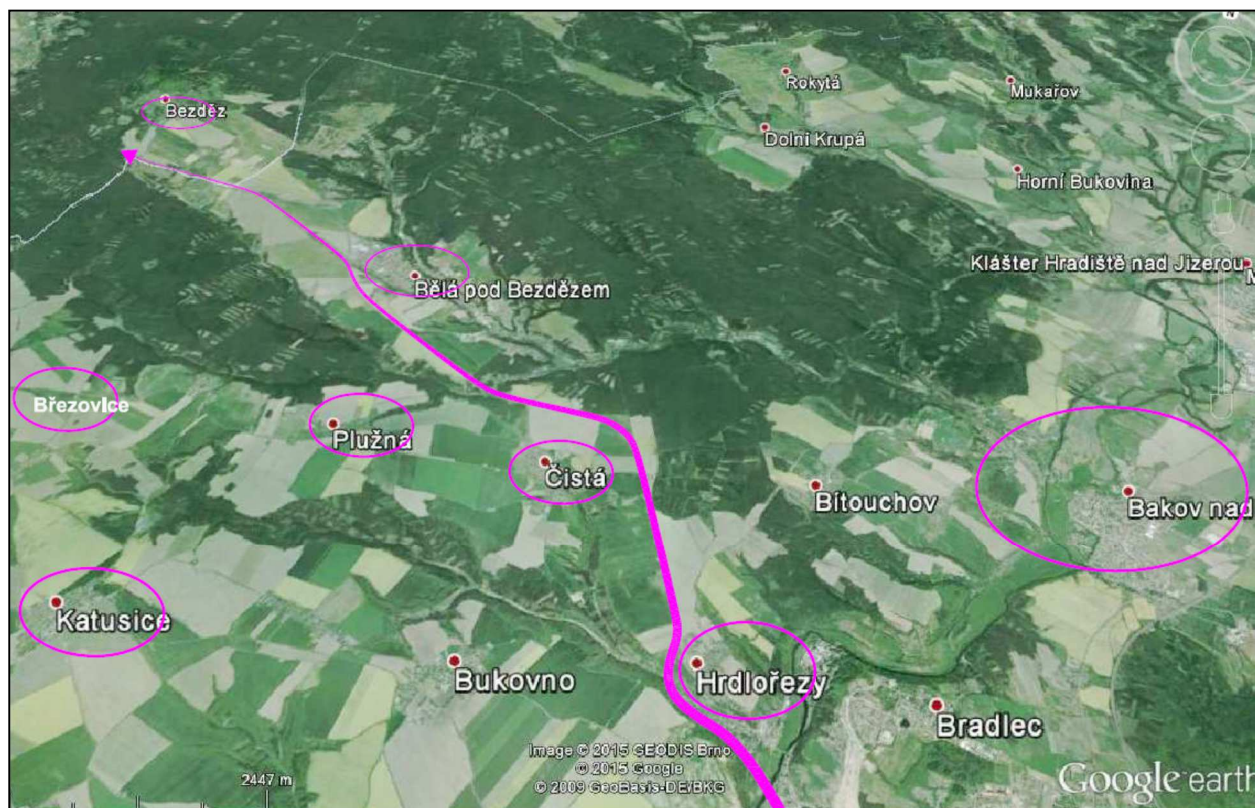 N
Rokytá
Mukařov
Bezděz
Dolní Krupá
Horní Bukovina
Klášter Hradiště nad Jizerou
M
Bělá pod Bezdězem
Březovice
Plužná
Čistá
Bítouchov
Bakov nad
Katusice
Bukovno
Hrdlořezy
Bradlec
Image © 2015 GEODIS Brno
© 2015 Google
© 2009 GeoBasis-DE/BKG
2447 m
Google earth